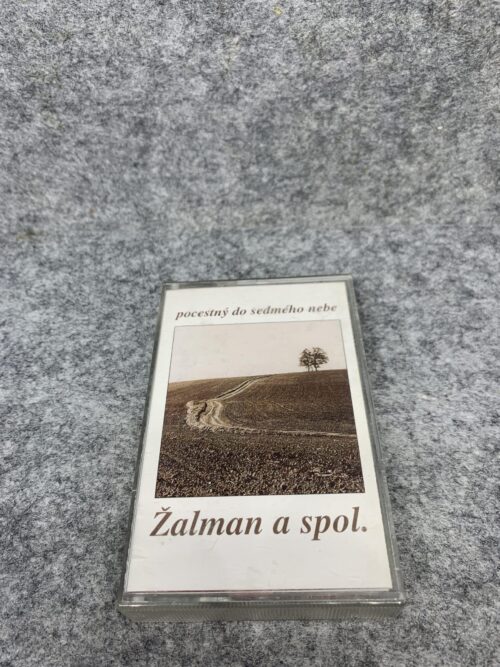 pocestný do sedmého nebe
Žalman a spol.